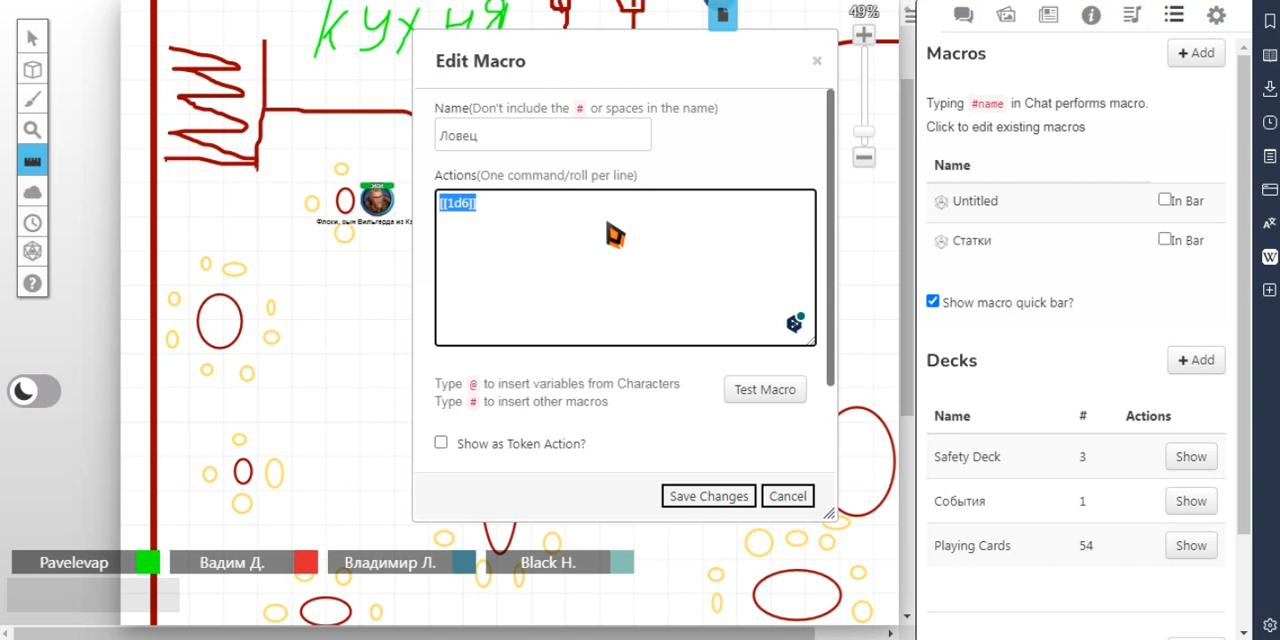 кухня
49%
Edit Macro
×
Name(Don't include the # or spaces in the name)
Ловец
Actions(One command/roll per line)
[[1d6]]
Type @ to insert variables from Characters
Type # to insert other macros
Test Macro
Show as Token Action?
Save Changes
Cancel
Pavelevap
Вадим Д.
Владимир Л.
Black H.
Macros
+ Add
Typing #name in Chat performs macro.
Click to edit existing macros
Name
Untitled
In Bar
Статки
In Bar
Show macro quick bar?
Decks
+ Add
Name # Actions
Safety Deck 3 Show
События 1 Show
Playing Cards 54 Show